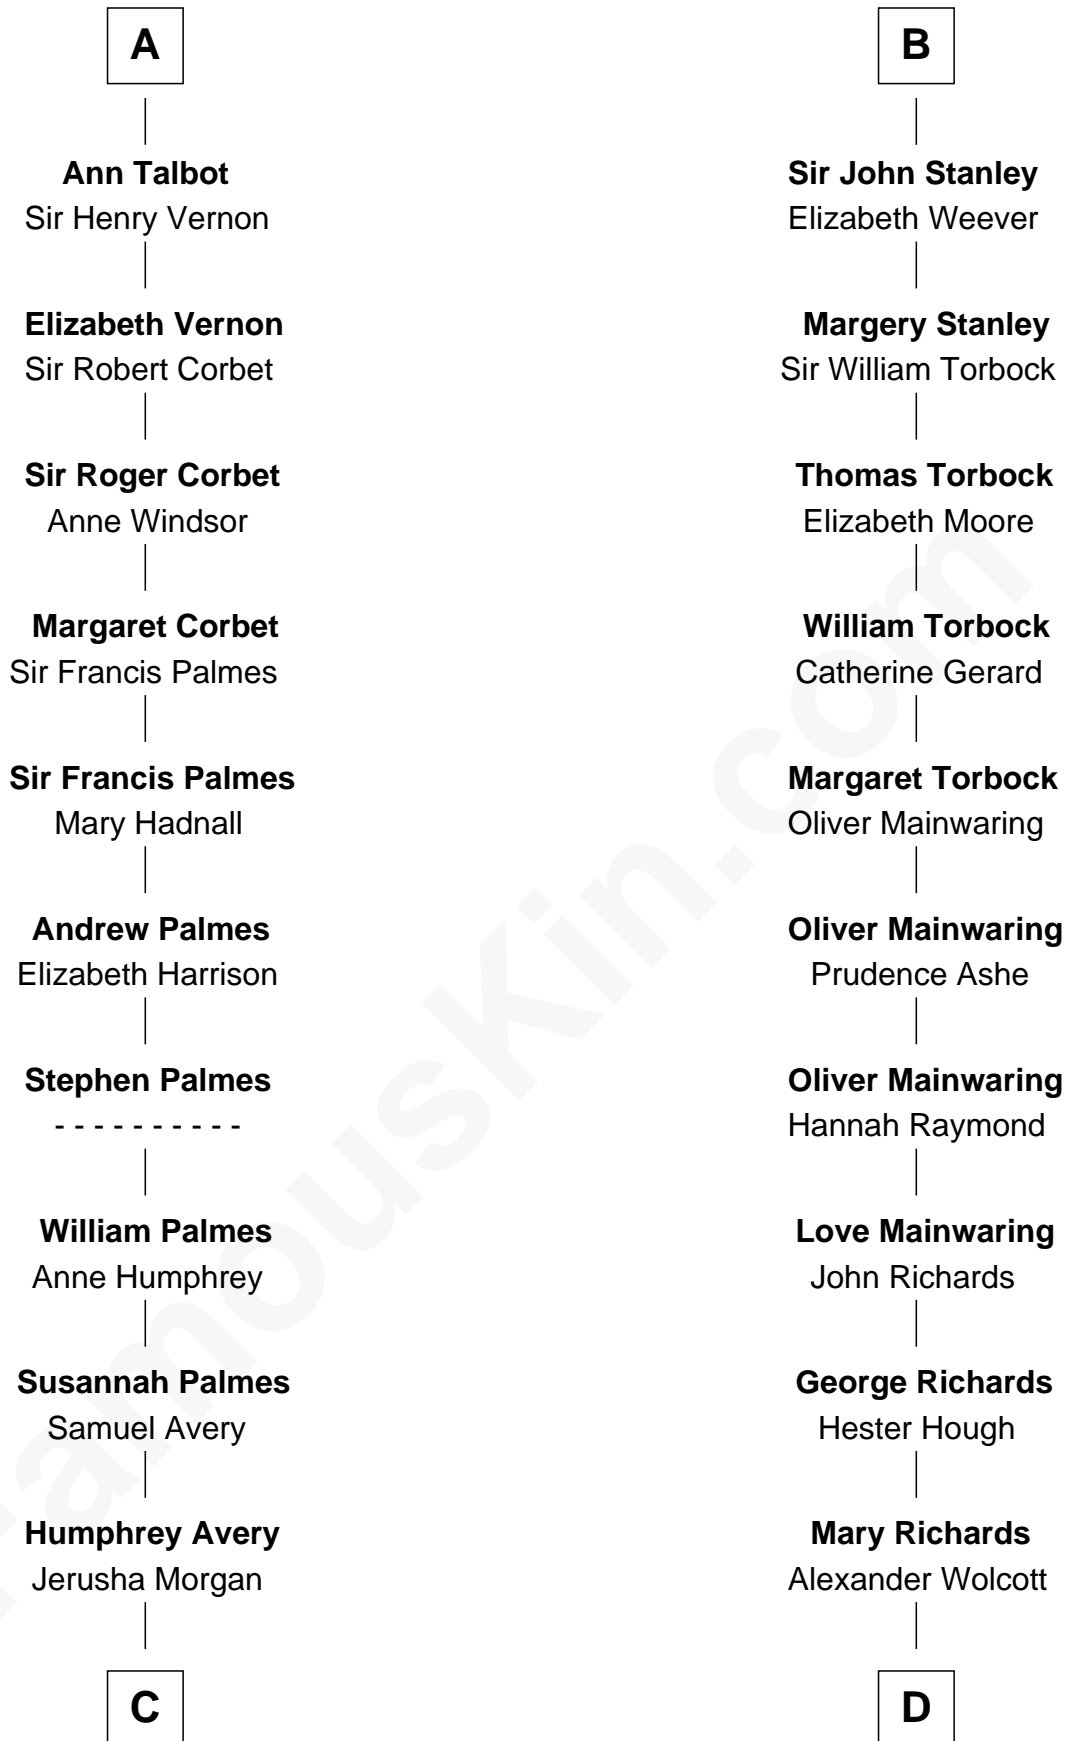 A
Ann Talbot
Sir Henry Vernon
Elizabeth Vernon
Sir Robert Corbet
Sir Roger Corbet
Anne Windsor
Margaret Corbet
Sir Francis Palmes
Sir Francis Palmes
Mary Hadnall
Andrew Palmes
Elizabeth Harrison
Stephen Palmes
- - - - - - - - - -
William Palmes
Anne Humphrey
Susannah Palmes
Samuel Avery
Humphrey Avery
Jerusha Morgan
C
B
Sir John Stanley
Elizabeth Weever
Margery Stanley
Sir William Torbock
Thomas Torbock
Elizabeth Moore
William Torbock
Catherine Gerard
Margaret Torbock
Oliver Mainwaring
Oliver Mainwaring
Prudence Ashe
Oliver Mainwaring
Hannah Raymond
Love Mainwaring
John Richards
George Richards
Hester Hough
Mary Richards
Alexander Wolcott
D
FamousKin.com